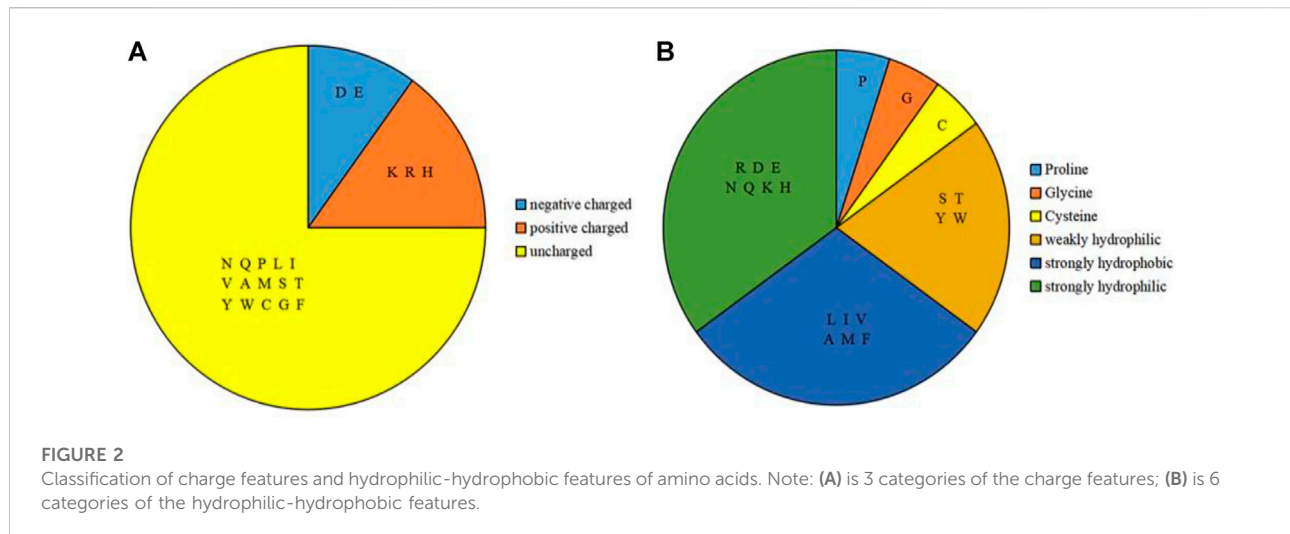 A
D E
K R H
N Q P L I
V A M S T
Y W C G F
negative charged
positive charged
uncharged
B
P
G
C
S T
Y W
L I V
A M F
R D E
N Q K H
Proline
Glycine
Cysteine
weakly hydrophilic
strongly hydrophobic
strongly hydrophilic
FIGURE 2
Classification of charge features and hydrophilic-hydrophobic features of amino acids. Note: (A) is 3 categories of the charge features; (B) is 6
categories of the hydrophilic-hydrophobic features.